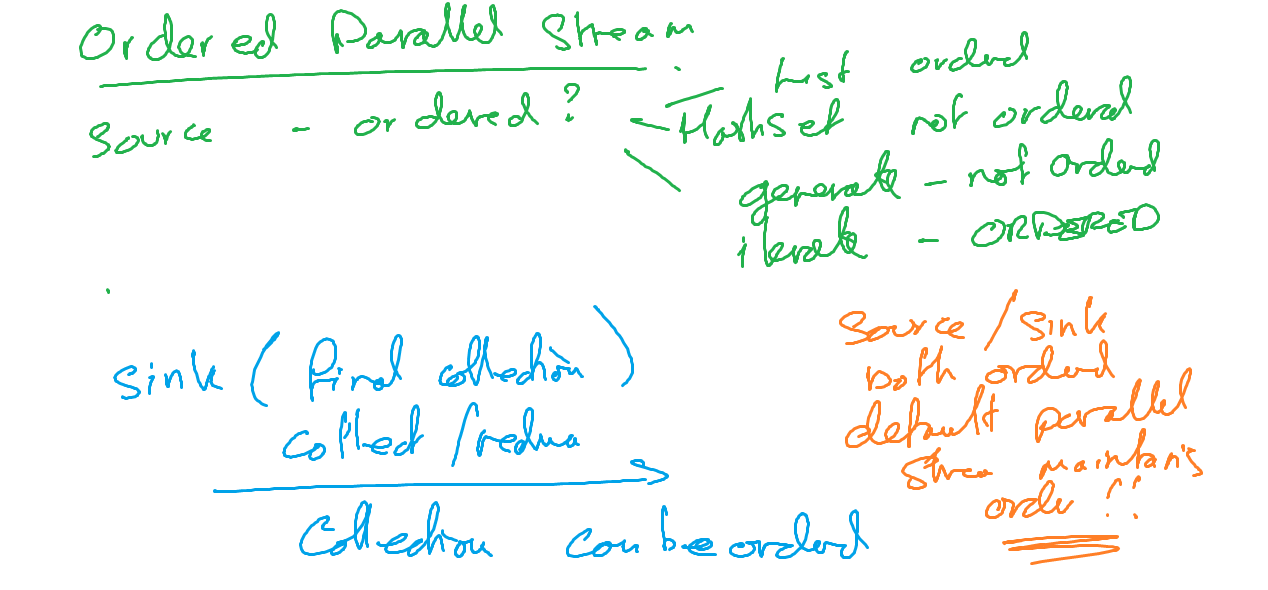 Ordered Parallel Stream
Source - ordered?
List ordered
HashSet not ordered
generate - not ordered
iterate - ORDERED
Sink (final collection)
collect / reduce
Collection can be ordered
Source / Sink
both ordered
default parallel
stream maintains
order !!